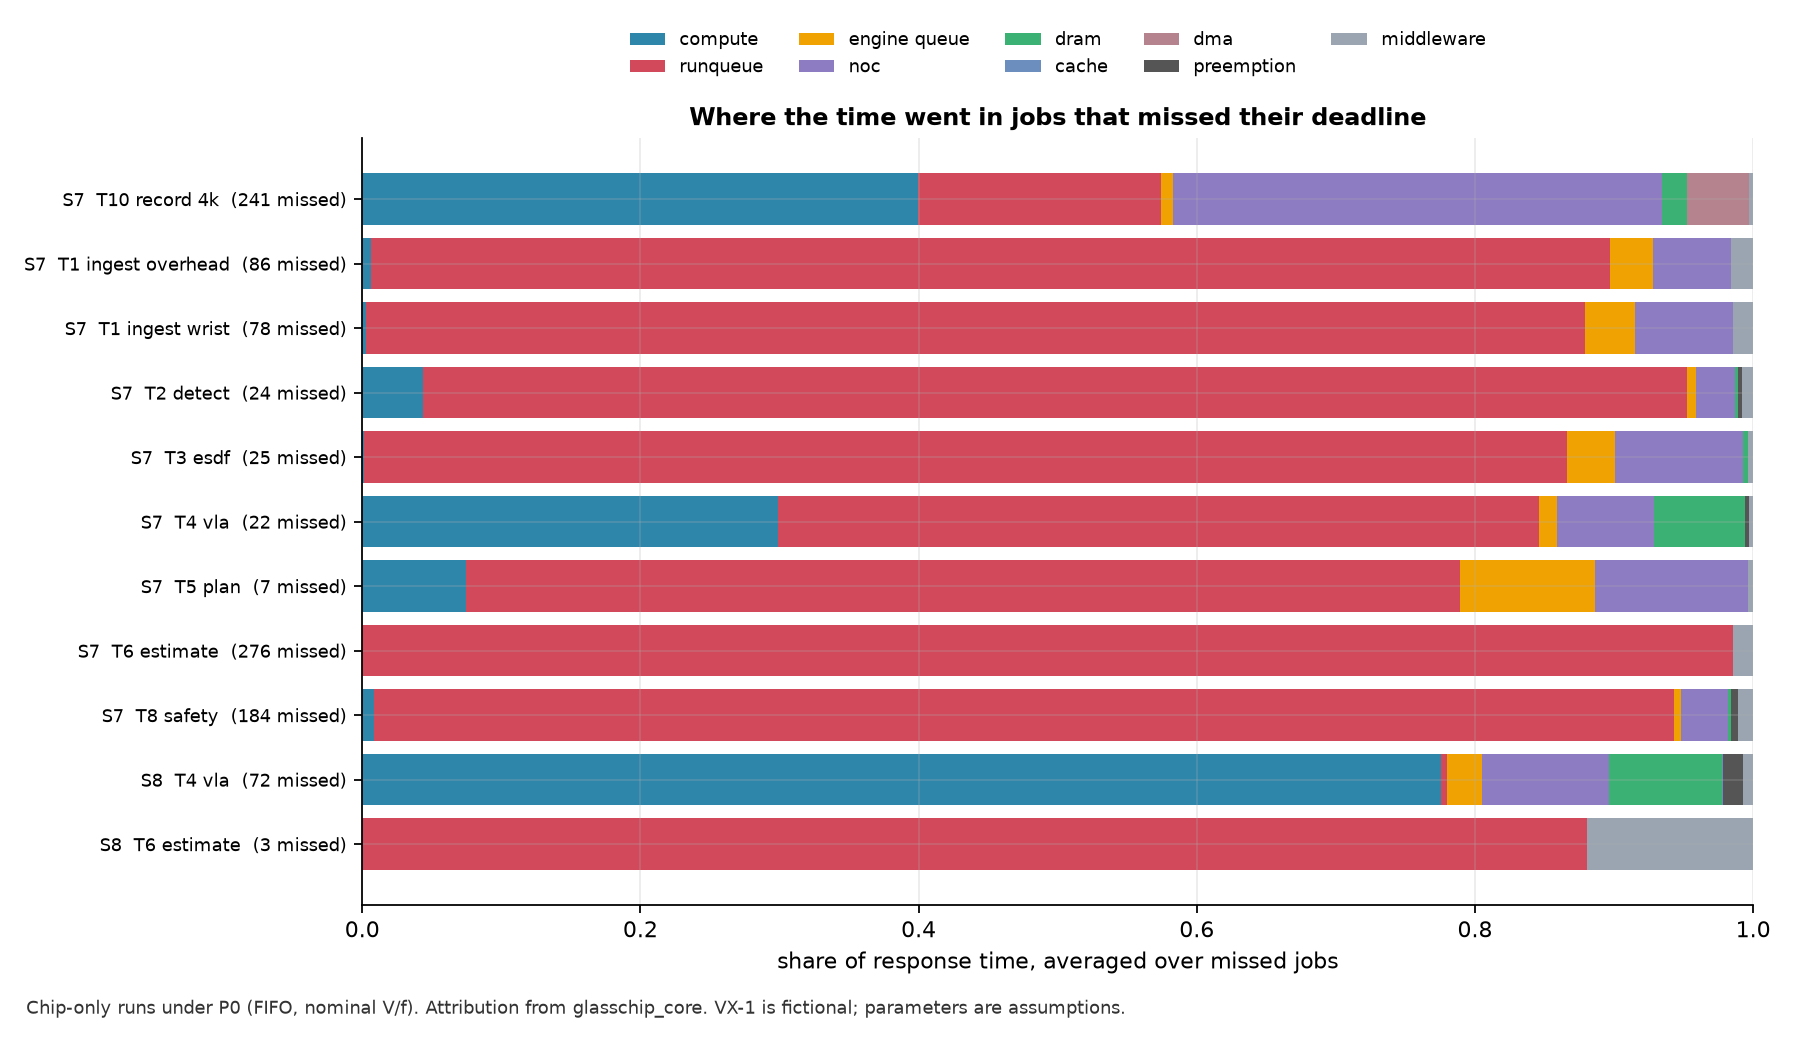 compute engine queue dram dma middleware
runqueue noc cache preemption
Where the time went in jobs that missed their deadline
S7 T10 record 4k (241 missed)
S7 T1 ingest overhead (86 missed)
S7 T1 ingest wrist (78 missed)
S7 T2 detect (24 missed)
S7 T3 esdf (25 missed)
S7 T4 vla (22 missed)
S7 T5 plan (7 missed)
S7 T6 estimate (276 missed)
S7 T8 safety (184 missed)
S8 T4 vla (72 missed)
S8 T6 estimate (3 missed)
0.0 0.2 0.4 0.6 0.8 1.0
share of response time, averaged over missed jobs
Chip-only runs under P0 (FIFO, nominal V/f). Attribution from glasschip_core. VX-1 is fictional; parameters are assumptions.